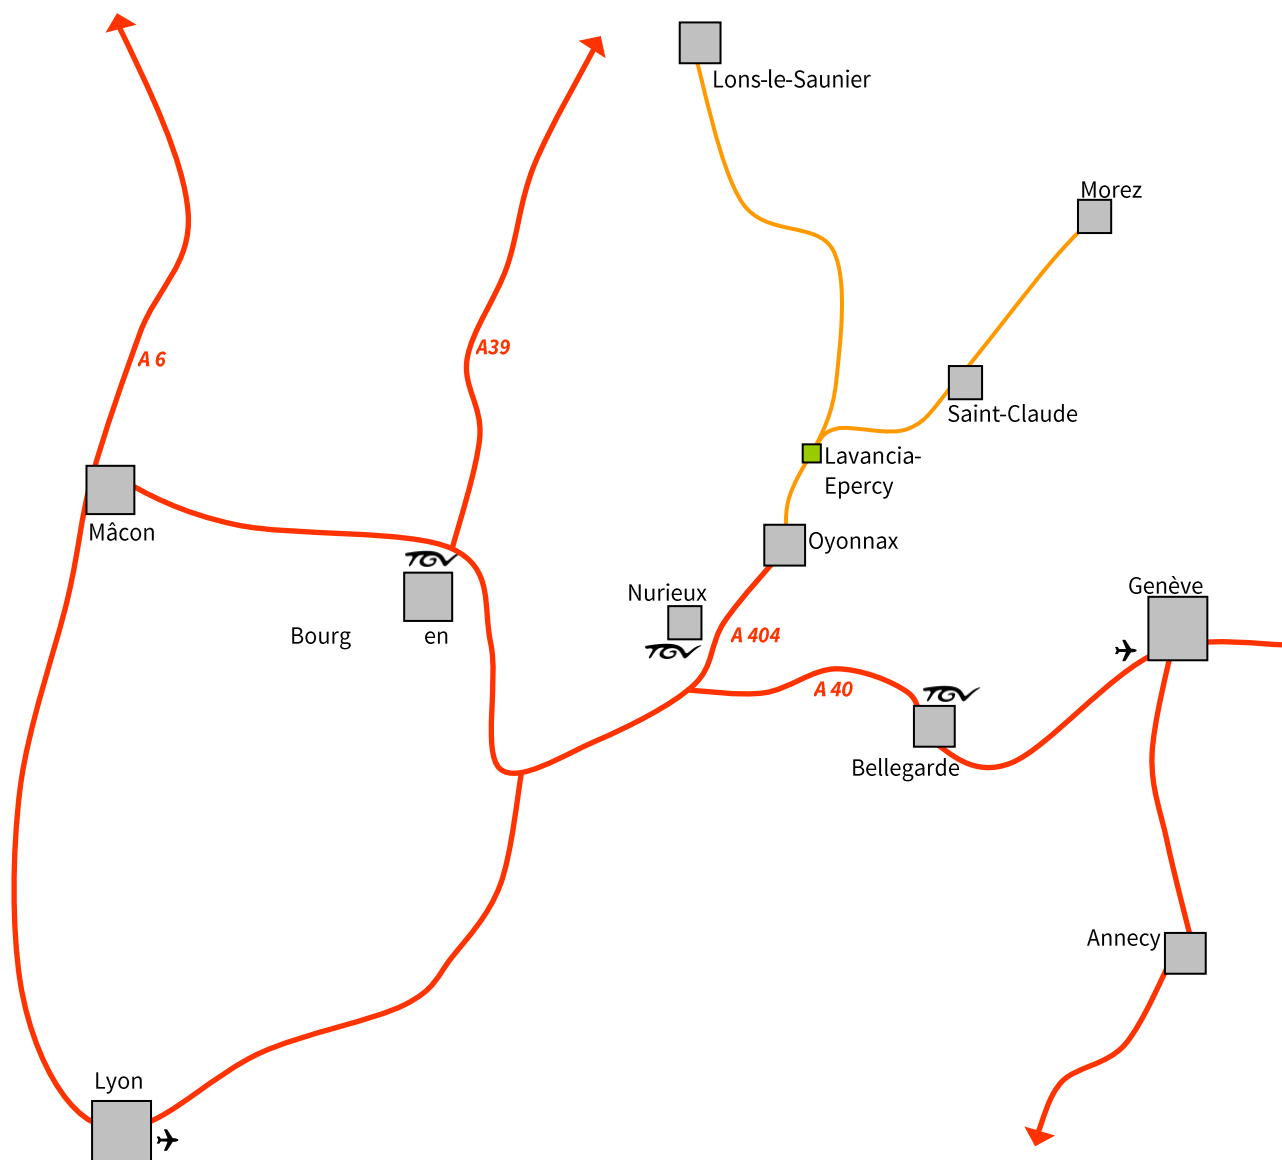 Lons-le-Saunier
Morez
A 6
A39
Saint-Claude
Lavancia-
Epercy
Mâcon
Oyonnax
TGV
Genève
Nurieux
Bourg en
A 404
TGV
A 40
TGV
Bellegarde
Annecy
Lyon